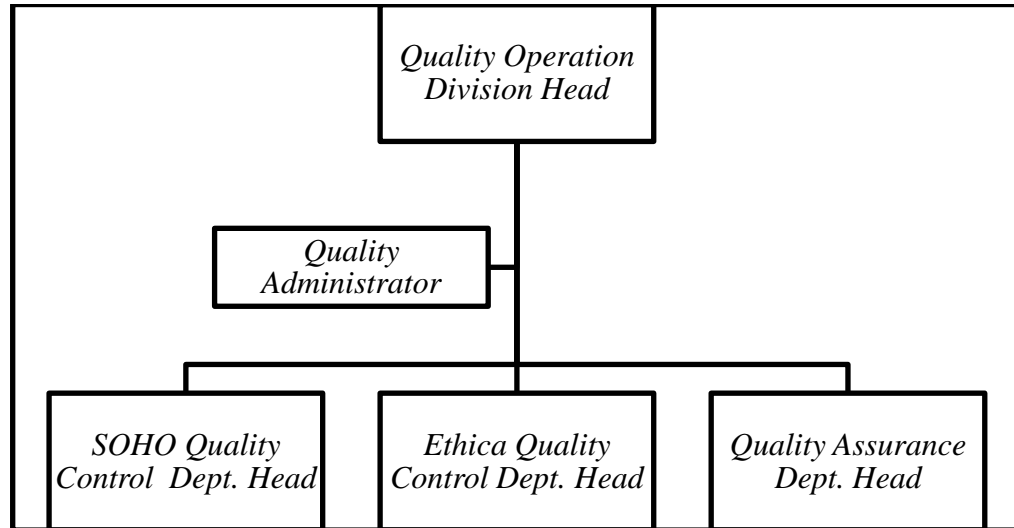 Quality Operation
Division Head
Quality
Administrator
SOHO Quality
Control  Dept. Head
Ethica Quality
Control Dept. Head
Quality Assurance
Dept. Head